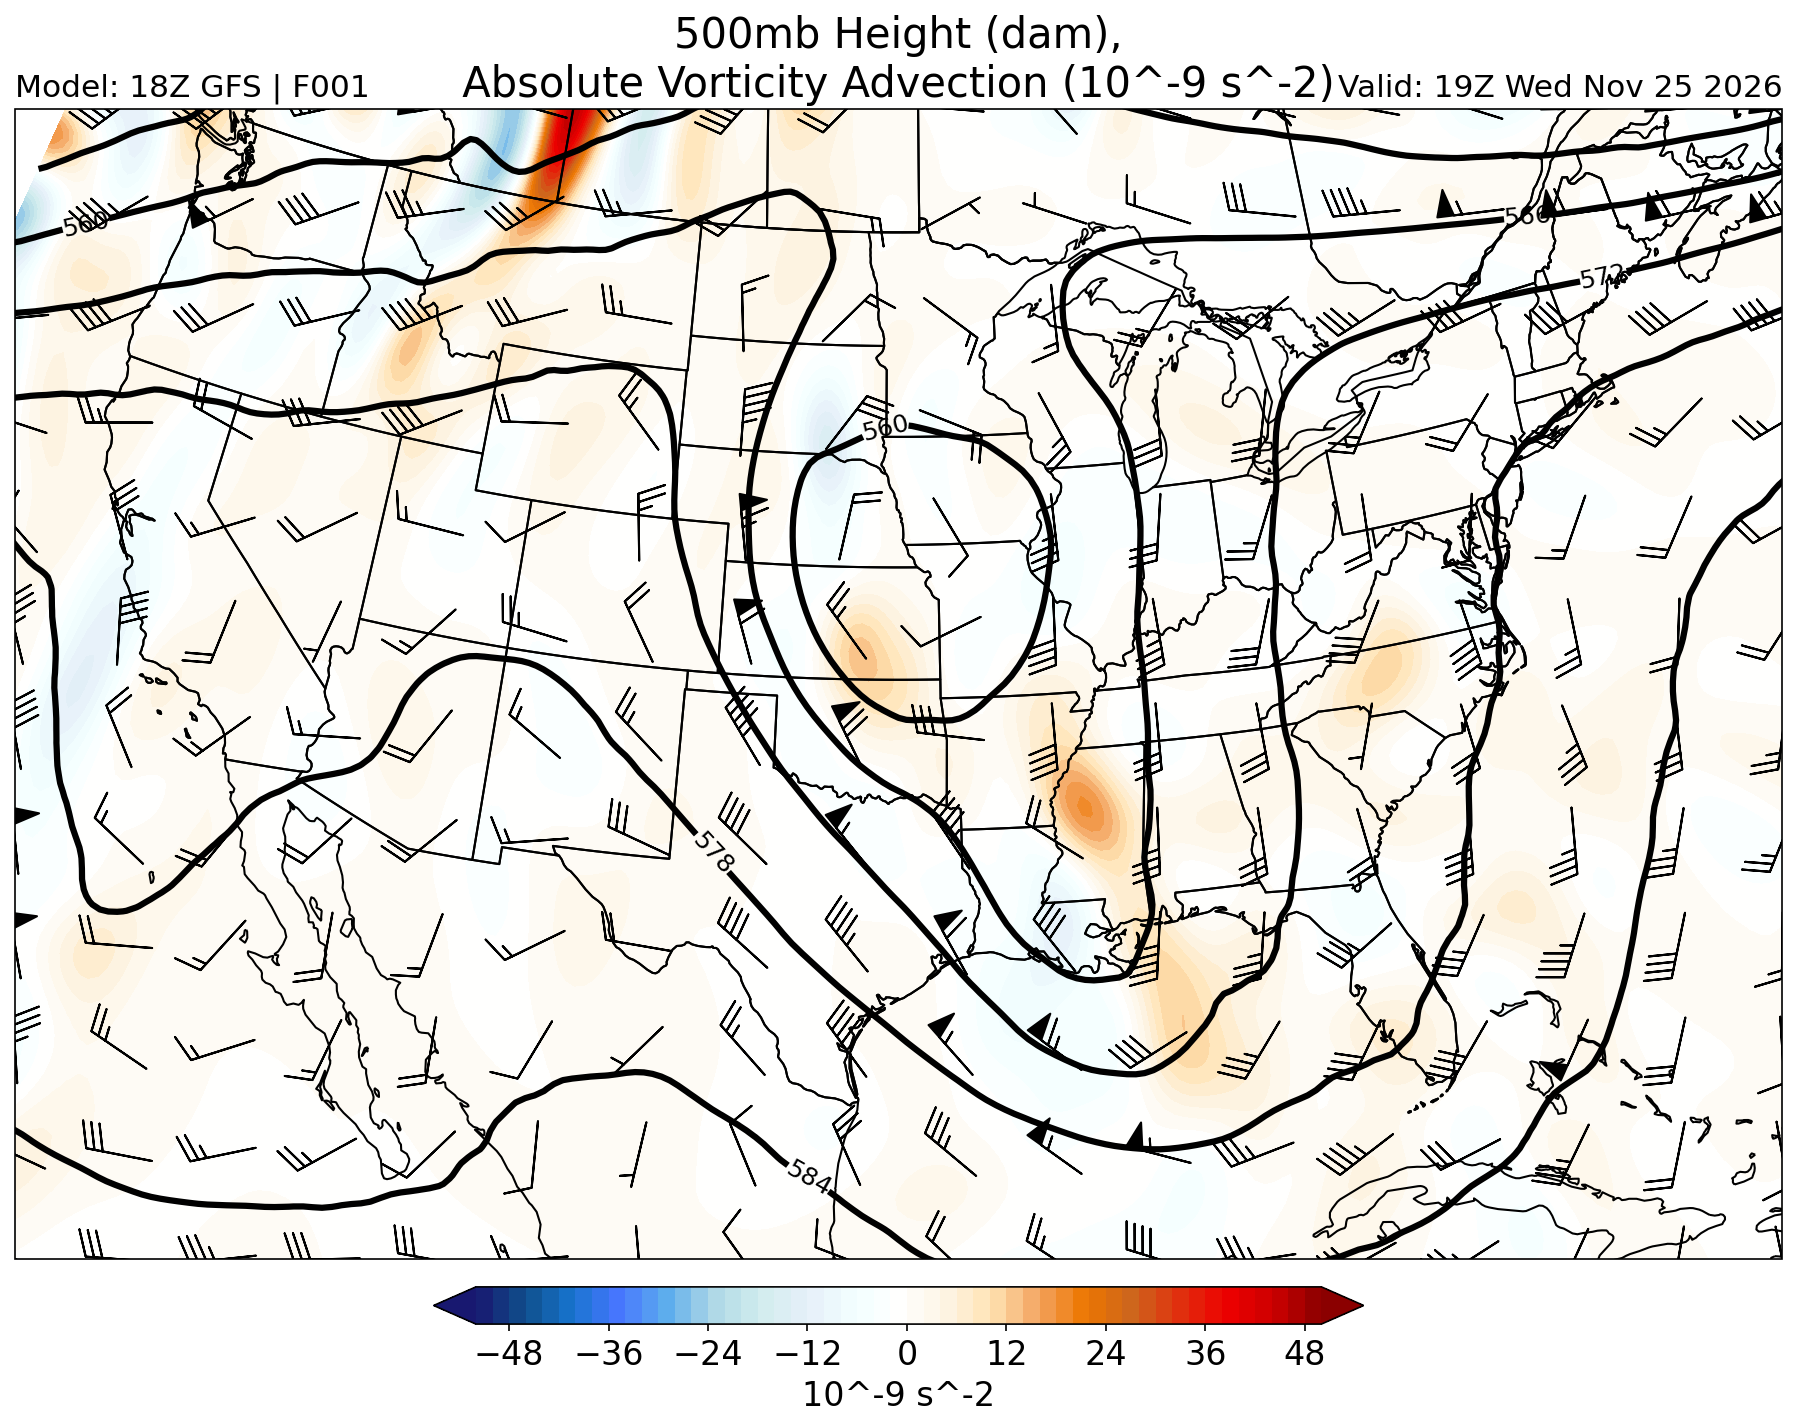 500mb Height (dam),
Model: 18Z GFS | F001
Absolute Vorticity Advection (10^-9 s^-2)
Valid: 19Z Wed Nov 25 2026
560
566
572
560
578
584
−48 −36 −24 −12 0 12 24 36 48
10^-9 s^-2